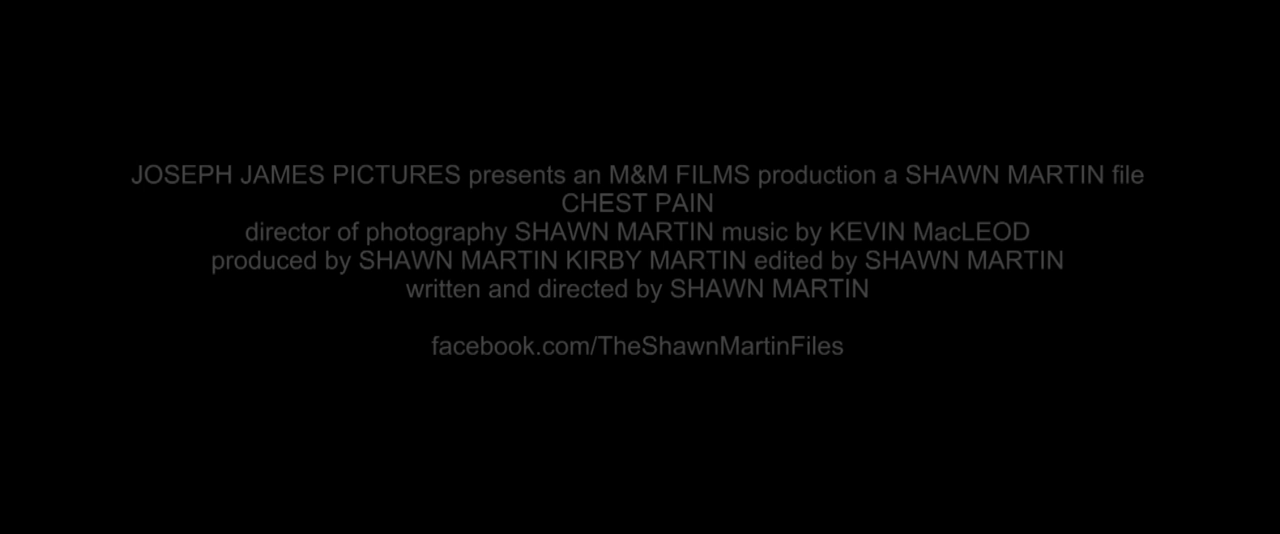 JOSEPH JAMES PICTURES presents an M&M FILMS production a SHAWN MARTIN file
CHEST PAIN
director of photography SHAWN MARTIN music by KEVIN MacLEOD
produced by SHAWN MARTIN KIRBY MARTIN edited by SHAWN MARTIN
written and directed by SHAWN MARTIN
facebook.com/TheShawnMartinFiles